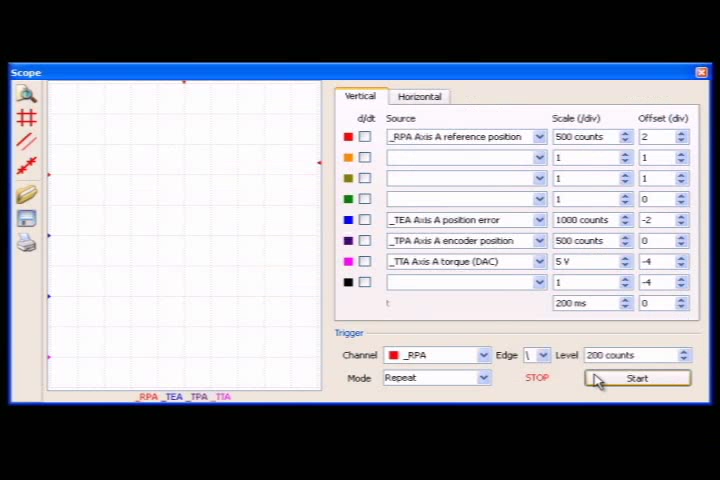 Scope
Vertical Horizontal
d/dt Source Scale (/div) Offset (div)
_RPA Axis A reference position 500 counts 2
1 1
1 1
1 0
_TEA Axis A position error 1000 counts -2
_TPA Axis A encoder position 500 counts 0
_TTA Axis A torque (DAC) 5 V -4
1 -4
t 200 ms 0
Trigger
Channel _RPA Edge \ Level 200 counts
Mode Repeat STOP Start
_RPA _TEA _TPA _TTA